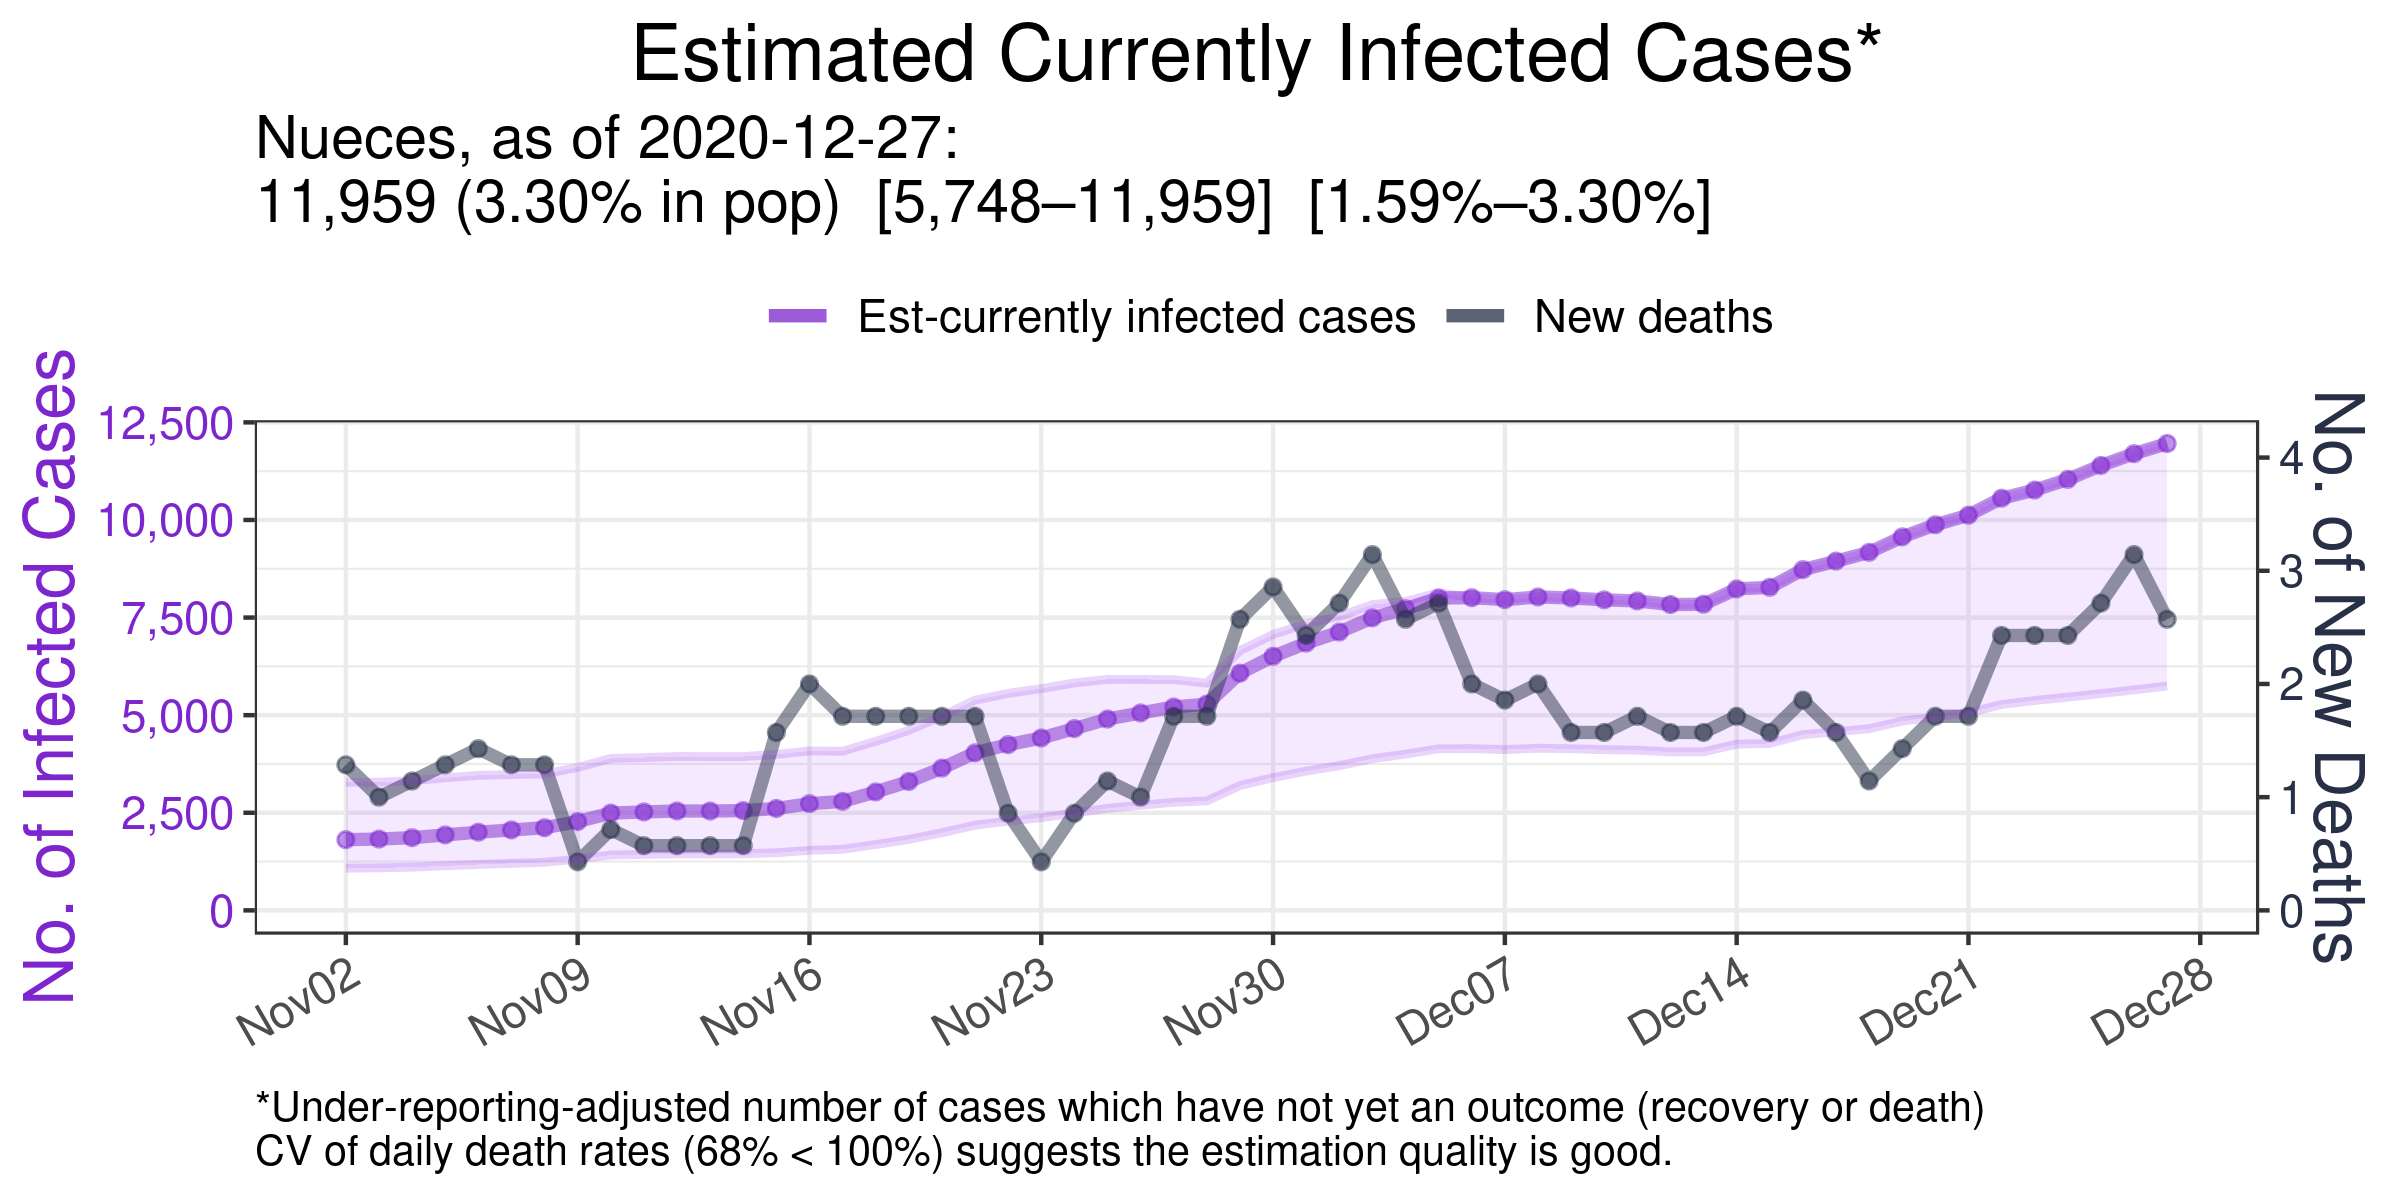 Estimated Currently Infected Cases*
Nueces, as of 2020-12-27:
11,959 (3.30% in pop)  [5,748–11,959]  [1.59%–3.30%]
Est-currently infected cases
New deaths
No. of Infected Cases
12,500
10,000
7,500
5,000
2,500
0
4
3
2
1
0
No. of New Deaths
Nov02
Nov09
Nov16
Nov23
Nov30
Dec07
Dec14
Dec21
Dec28
*Under-reporting-adjusted number of cases which have not yet an outcome (recovery or death)
CV of daily death rates (68% < 100%) suggests the estimation quality is good.